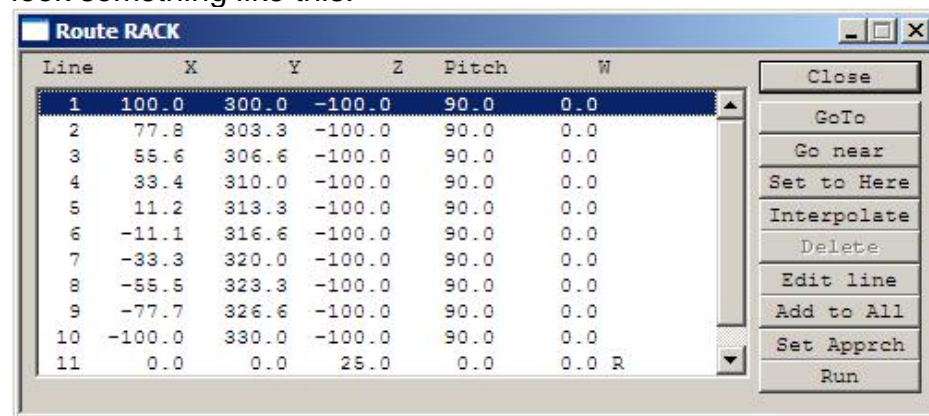 look something like this:
Route RACK
Line X Y Z Pitch W
1 100.0 300.0 -100.0 90.0 0.0
2 77.8 303.3 -100.0 90.0 0.0
3 55.6 306.6 -100.0 90.0 0.0
4 33.4 310.0 -100.0 90.0 0.0
5 11.2 313.3 -100.0 90.0 0.0
6 -11.1 316.6 -100.0 90.0 0.0
7 -33.3 320.0 -100.0 90.0 0.0
8 -55.5 323.3 -100.0 90.0 0.0
9 -77.7 326.6 -100.0 90.0 0.0
10 -100.0 330.0 -100.0 90.0 0.0
11 0.0 0.0 25.0 0.0 0.0 R
Close
GoTo
Go near
Set to Here
Interpolate
Delete
Edit line
Add to All
Set Apprch
Run